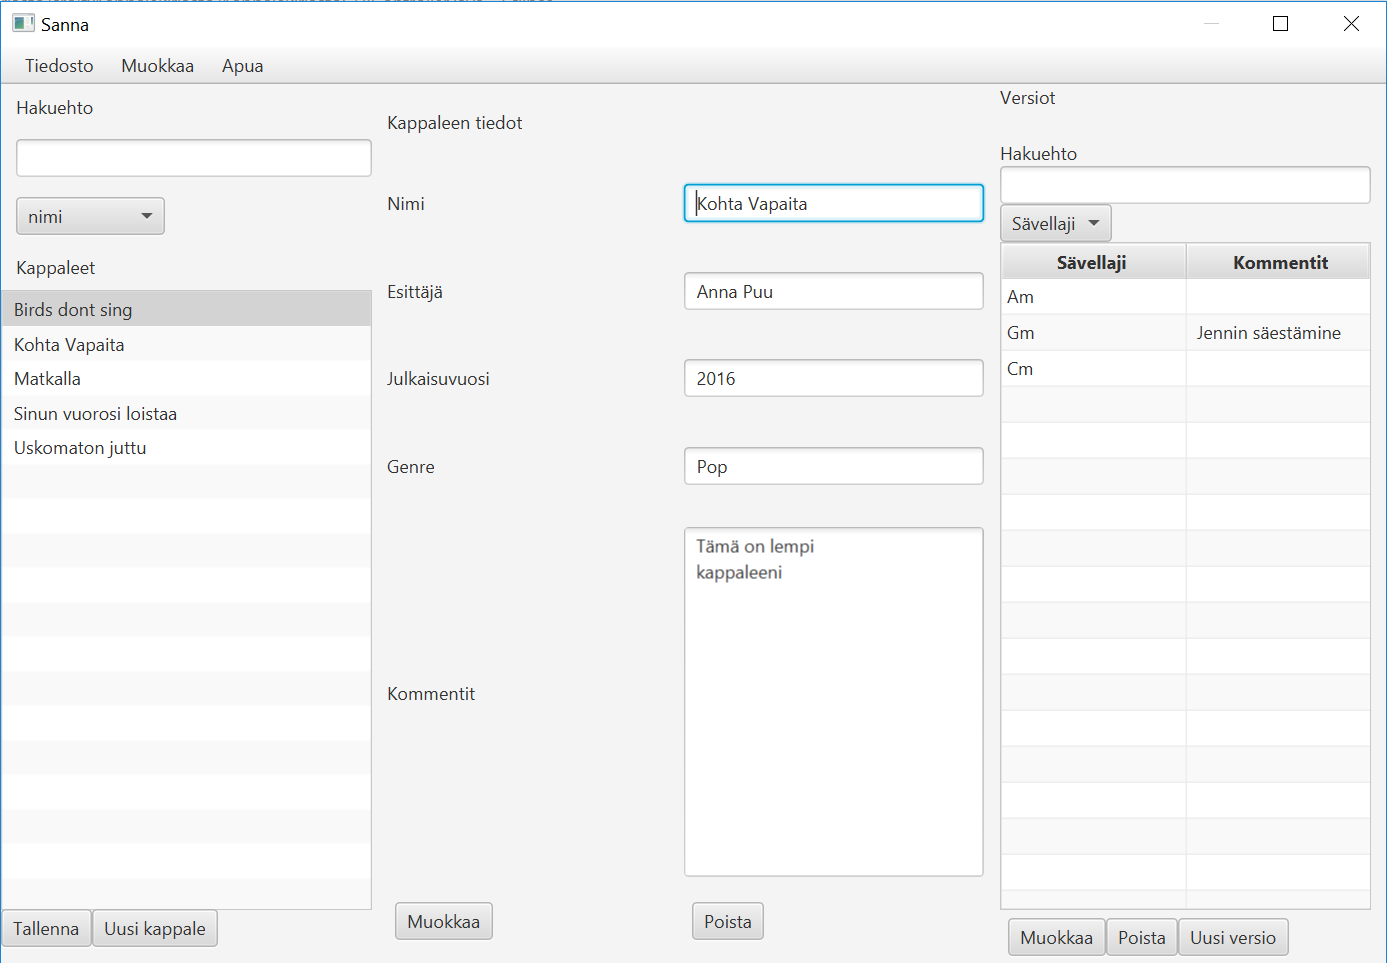 Sanna
Tiedosto Muokkaa Apua
Hakuehto
nimi
Kappaleet
Birds dont sing
Kohta Vapaita
Matkalla
Sinun vuorosi loistaa
Uskomaton juttu
Tallenna Uusi kappale
Kappaleen tiedot
Nimi Kohta Vapaita
Esittäjä Anna Puu
Julkaisuvuosi 2016
Genre Pop
Kommentit Tämä on lempi
kappaleeni
Muokkaa Poista
Versiot
Hakuehto
Sävellaji
Sävellaji Kommentit
Am
Gm Jennin säestämine
Cm
Muokkaa Poista Uusi versio